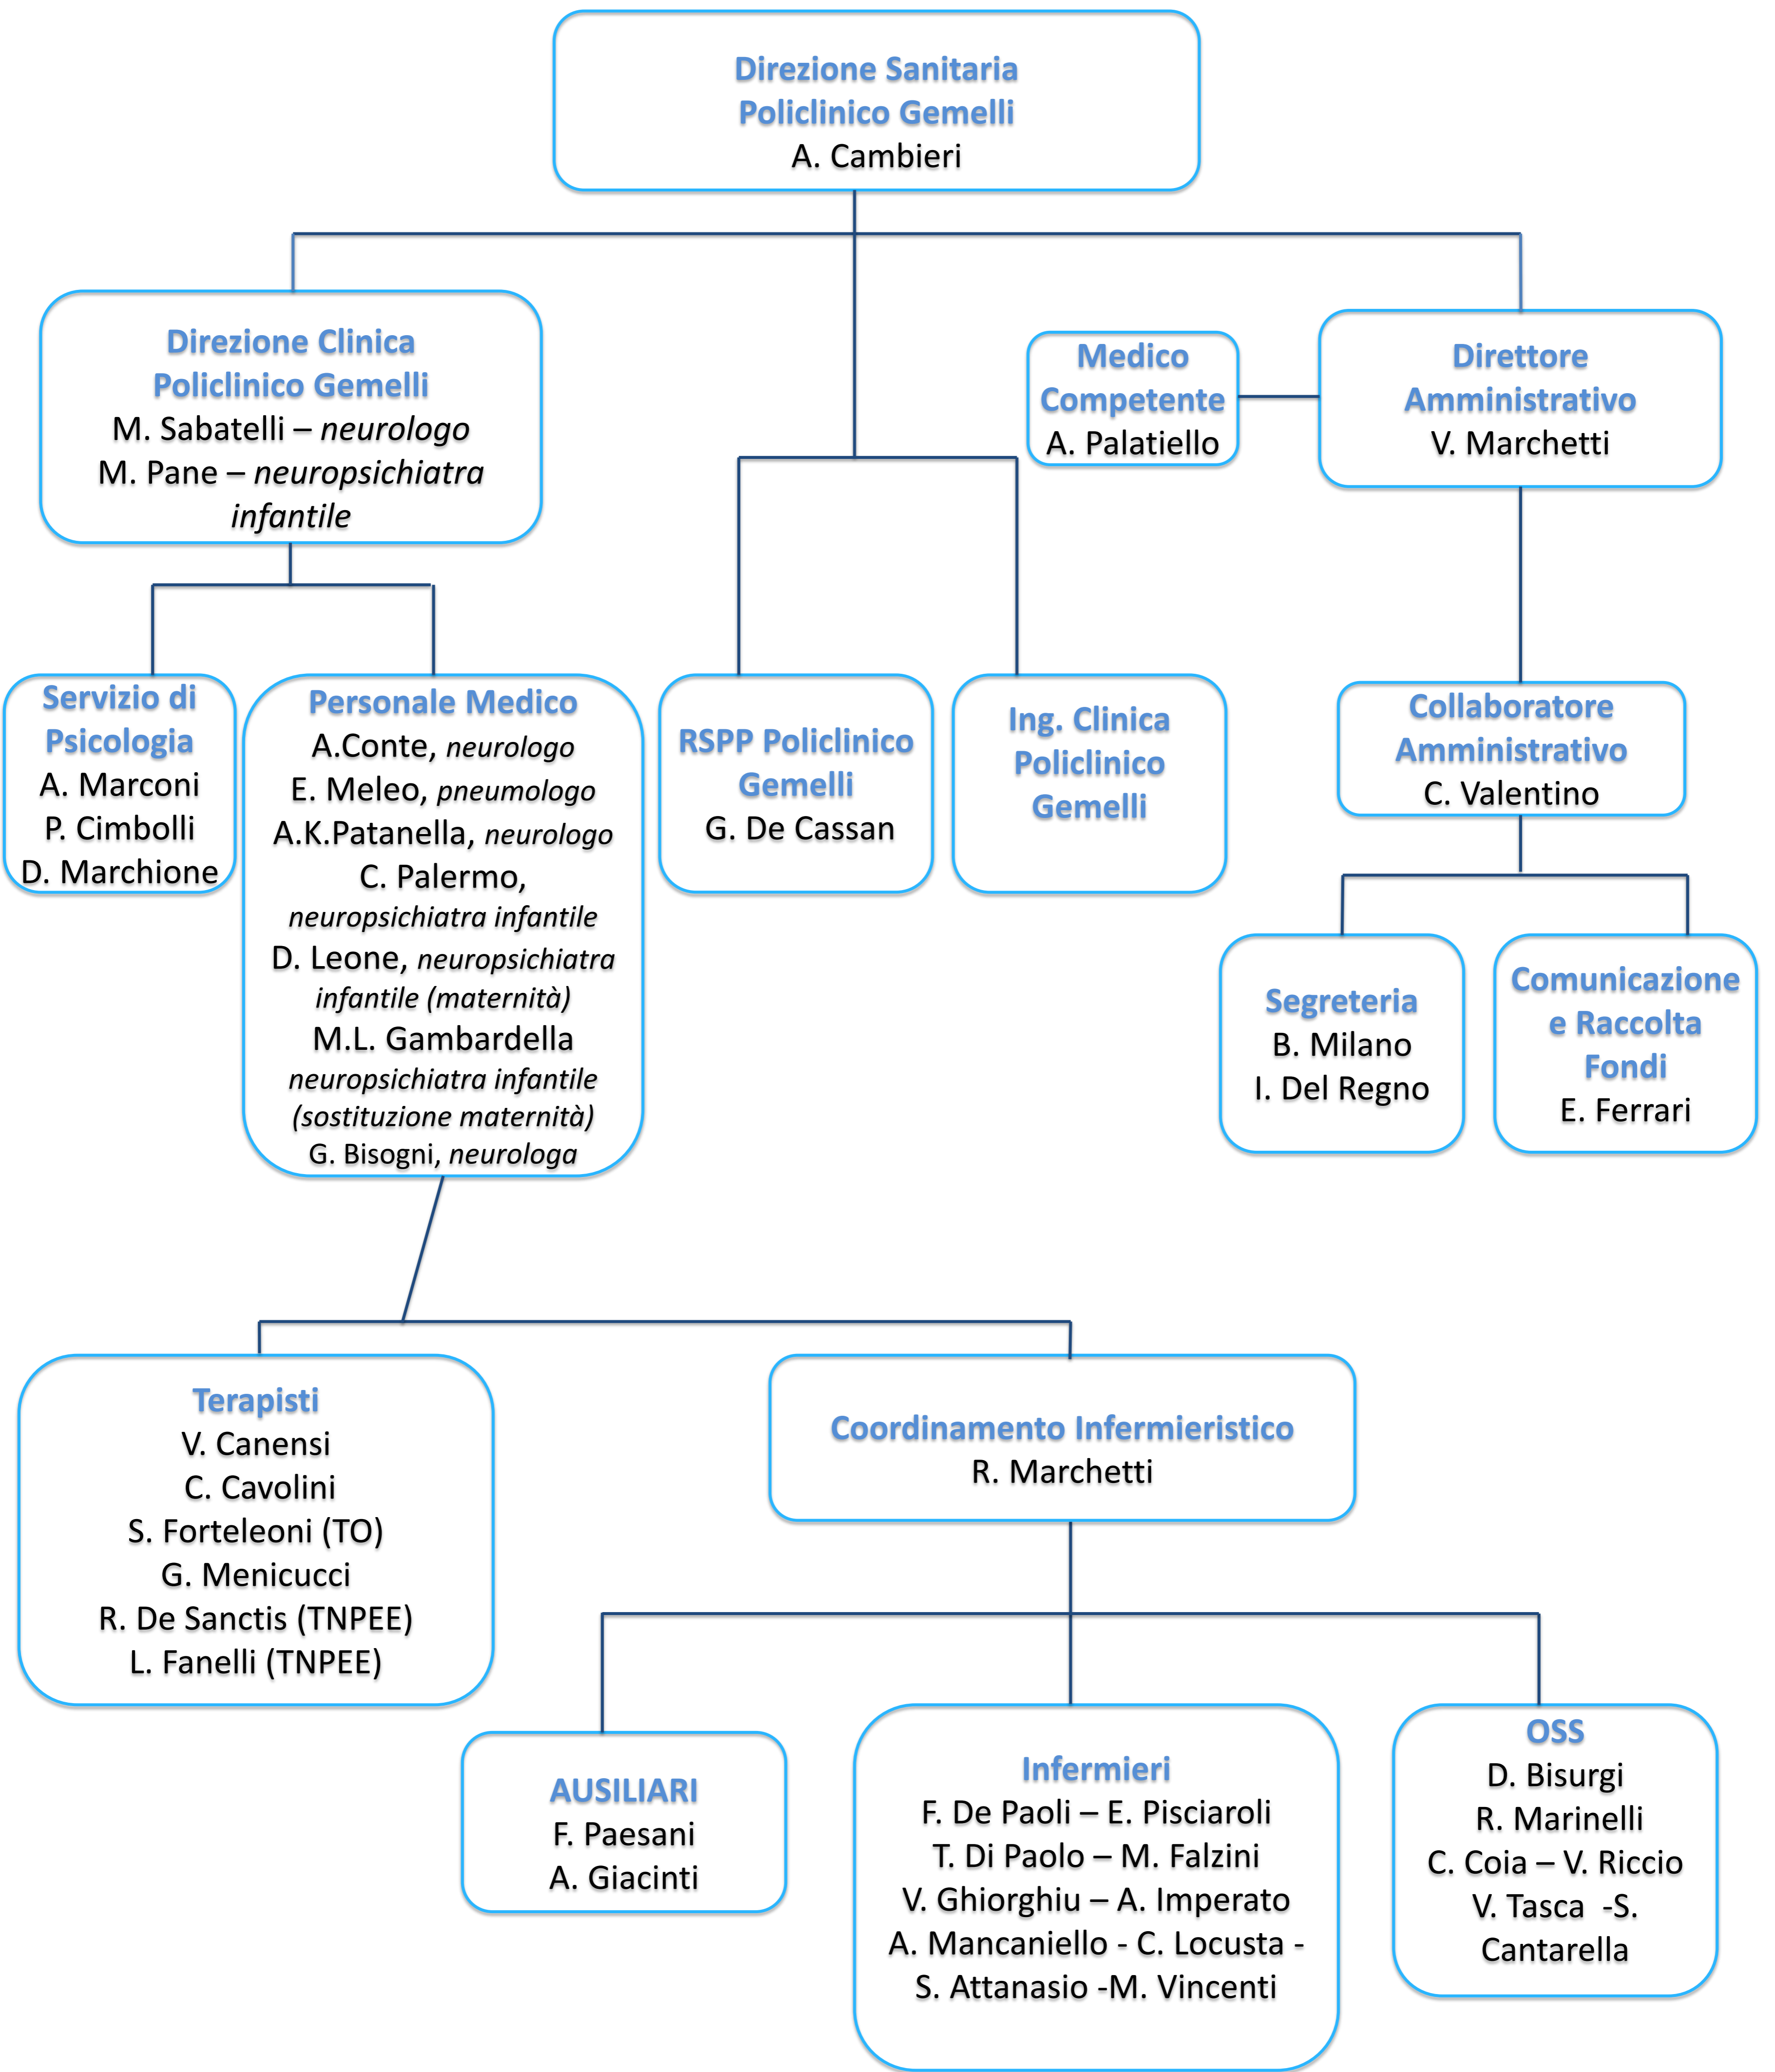 Direzione Sanitaria
Policlinico Gemelli
A. Cambieri
Direzione Clinica
Policlinico Gemelli
M. Sabatelli – neurologo
M. Pane – neuropsichiatra
infantile
Medico
Competente
A. Palatiello
Direttore
Amministrativo
V. Marchetti
Servizio di
Psicologia
A. Marconi
P. Cimbolli
D. Marchione
Personale Medico
A.Conte, neurologo
E. Meleo, pneumologo
A.K.Patanella, neurologo
C. Palermo,
neuropsichiatra infantile
D. Leone, neuropsichiatra
infantile (maternità)
M.L. Gambardella
neuropsichiatra infantile
(sostituzione maternità)
G. Bisogni, neurologa
RSPP Policlinico
Gemelli
G. De Cassan
Ing. Clinica
Policlinico
Gemelli
Collaboratore
Amministrativo
C. Valentino
Segreteria
B. Milano
I. Del Regno
Comunicazione
e Raccolta
Fondi
E. Ferrari
Terapisti
V. Canensi
C. Cavolini
S. Forteleoni (TO)
G. Menicucci
R. De Sanctis (TNPEE)
L. Fanelli (TNPEE)
Coordinamento Infermieristico
R. Marchetti
AUSILIARI
F. Paesani
A. Giacinti
Infermieri
F. De Paoli – E. Pisciaroli
T. Di Paolo – M. Falzini
V. Ghiorghiu – A. Imperato
A. Mancaniello - C. Locusta -
S. Attanasio -M. Vincenti
OSS
D. Bisurgi
R. Marinelli
C. Coia – V. Riccio
V. Tasca  -S.
Cantarella